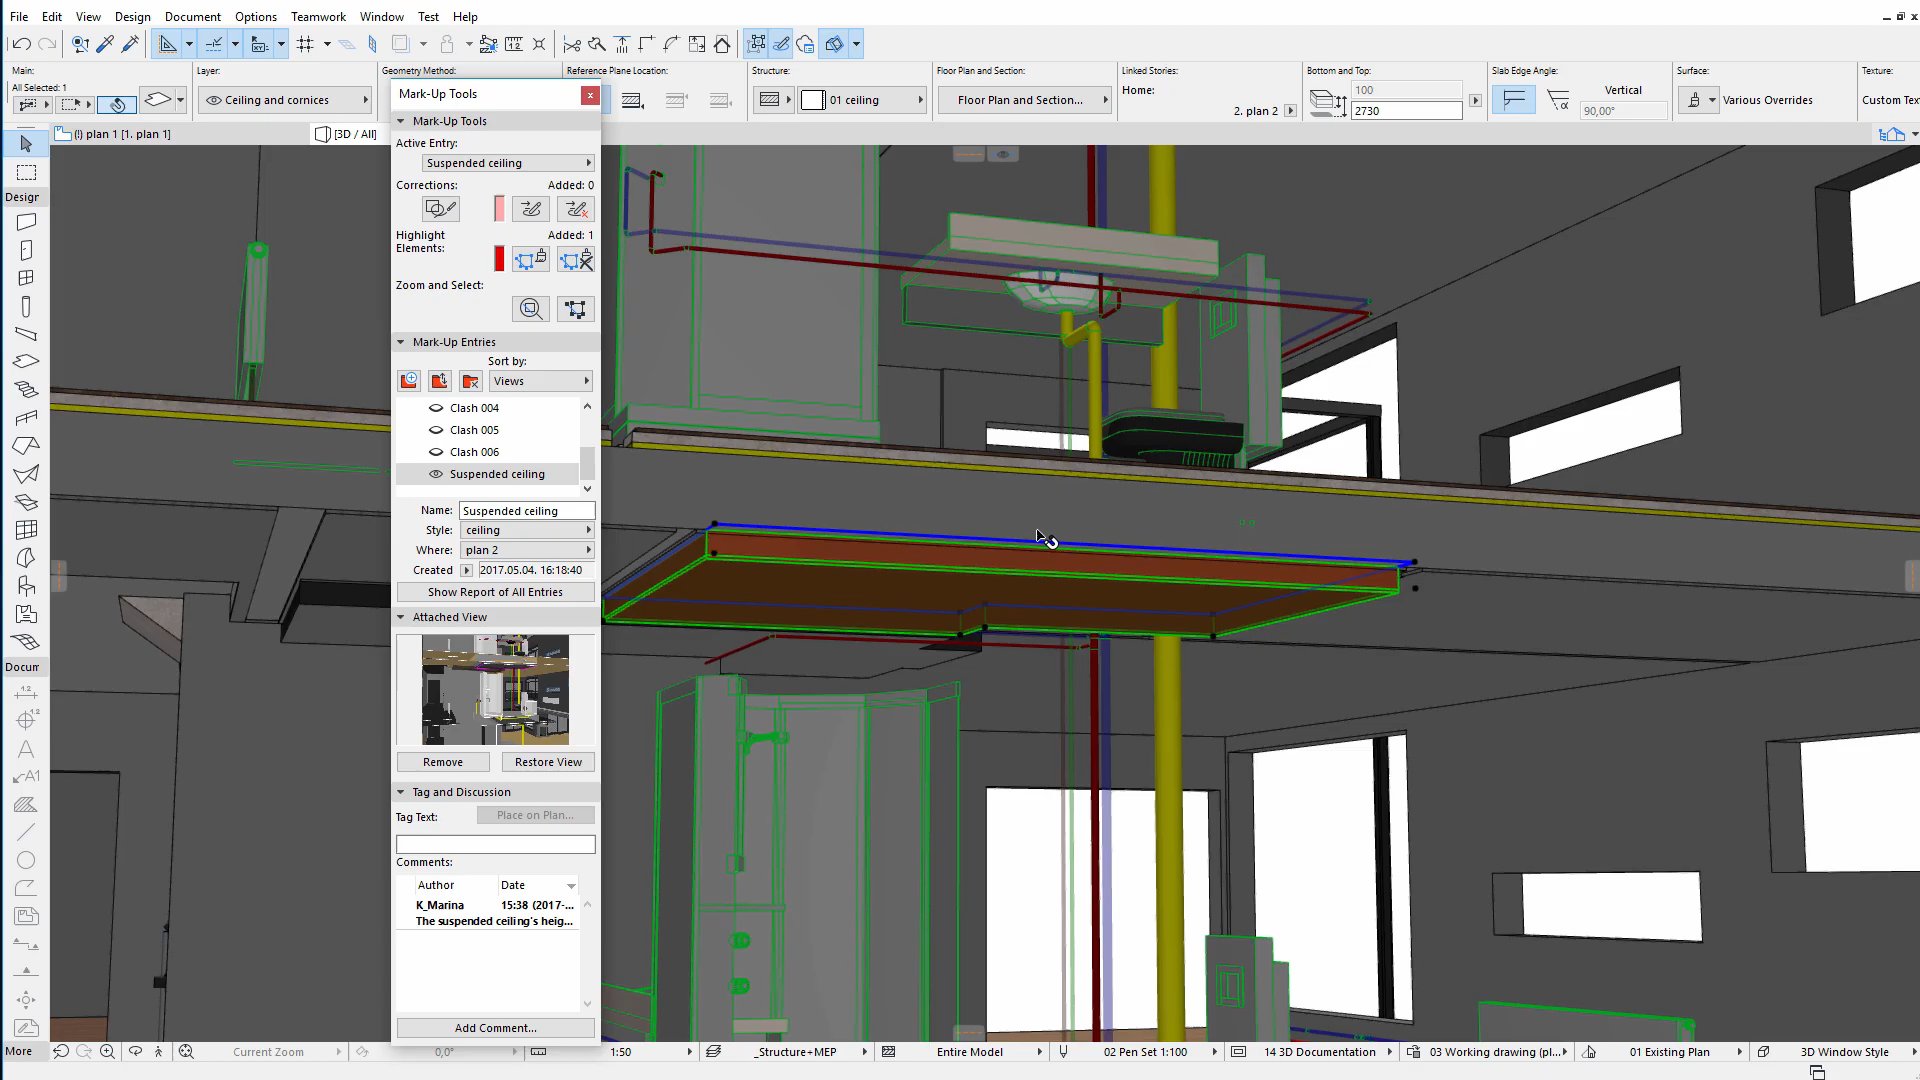 File Edit View Design Document Options Teamwork Window Test Help
Main:
All Selected: 1
Layer:
Ceiling and cornices
Geometry Method:
Reference Plane Location:
Structure:
01 ceiling
Floor Plan and Section:
Floor Plan and Section...
Linked Stories:
Home:
2. plan 2
Bottom and Top:
100
2730
Slab Edge Angle:
Vertical
90,00°
Surface:
Various Overrides
Texture:
Custom Text
(!) plan 1 [1. plan 1]
[3D / All]
Mark-Up Tools
Mark-Up Tools
Active Entry:
Suspended ceiling
Corrections: Added: 0
Highlight Elements: Added: 1
Zoom and Select:
Mark-Up Entries
Sort by:
Views
Clash 004
Clash 005
Clash 006
Suspended ceiling
Name: Suspended ceiling
Style: ceiling
Where: plan 2
Created 2017.05.04. 16:18:40
Show Report of All Entries
Attached View
Remove Restore View
Tag and Discussion
Tag Text: Place on Plan...
Comments:
Author Date
K_Marina 15:38 (2017-...
The suspended ceiling's heig...
Add Comment...
Design
Docum
More
Current Zoom
0,0°
1:50
_Structure+MEP
Entire Model
02 Pen Set 1:100
14 3D Documentation
03 Working drawing (pl...
01 Existing Plan
3D Window Style